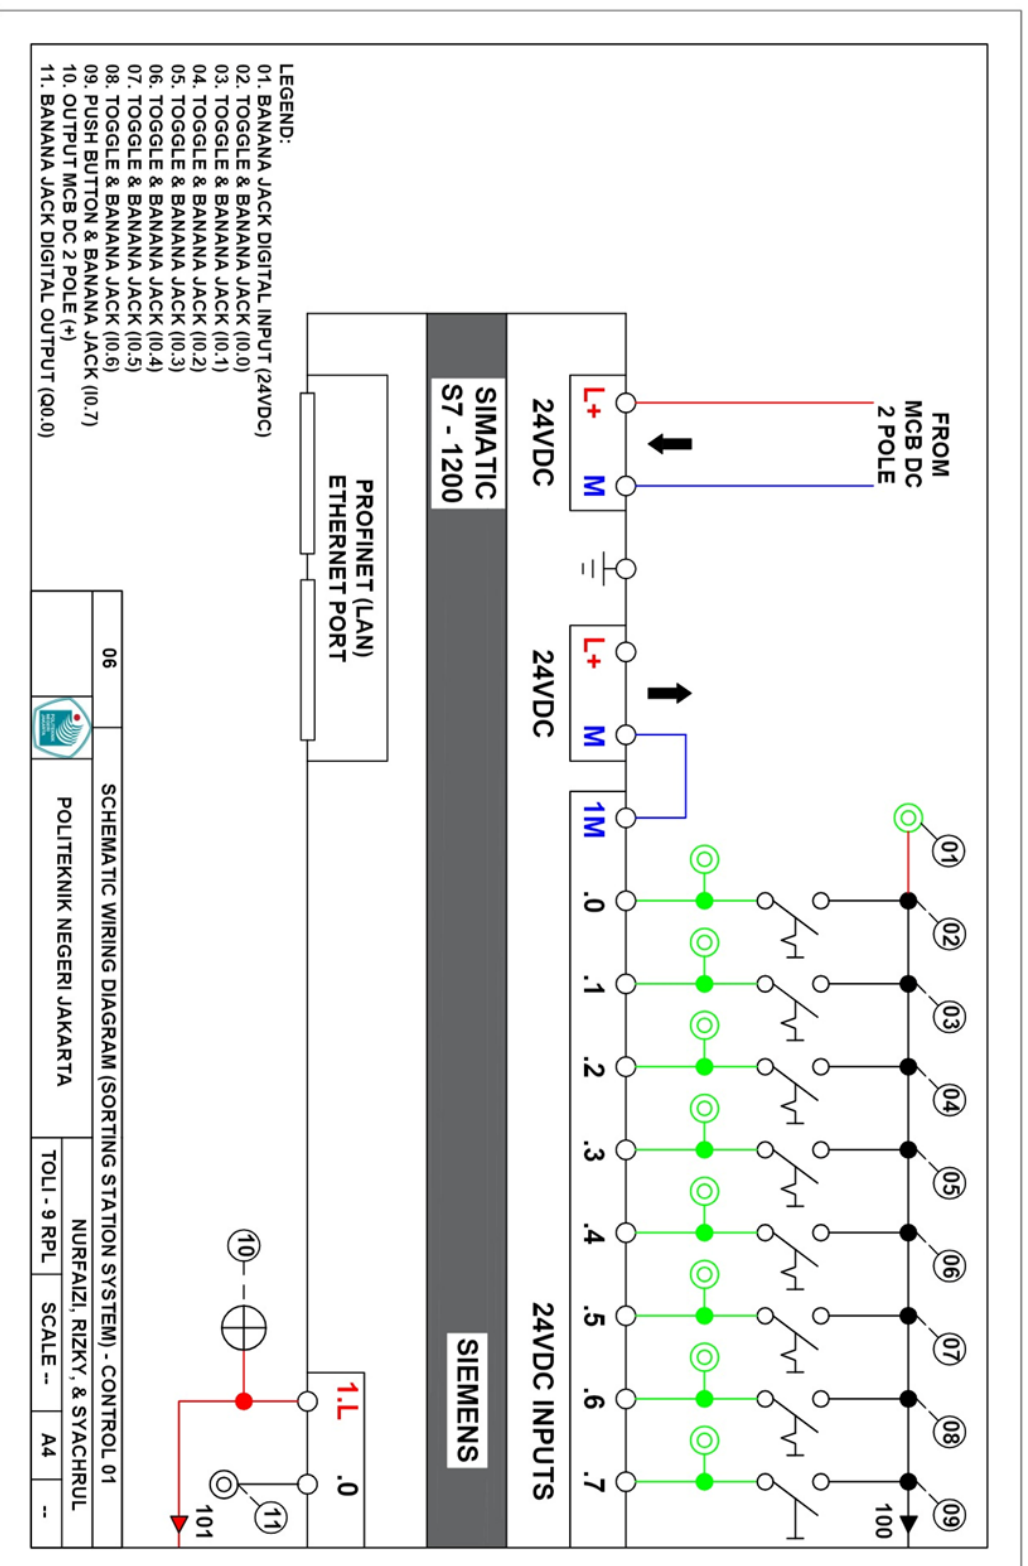 FROM
MCB DC
2 POLE
01
02
03
04
05
06
07
08
09
100
L+
M
L+
M
1M
.0
.1
.2
.3
.4
.5
.6
.7
24VDC
24VDC
24VDC INPUTS
SIMATIC
S7 - 1200
SIEMENS
PROFINET (LAN)
ETHERNET PORT
1.L
.0
10
11
101
LEGEND:
01. BANANA JACK DIGITAL INPUT (24VDC)
02. TOGGLE & BANANA JACK (I0.0)
03. TOGGLE & BANANA JACK (I0.1)
04. TOGGLE & BANANA JACK (I0.2)
05. TOGGLE & BANANA JACK (I0.3)
06. TOGGLE & BANANA JACK (I0.4)
07. TOGGLE & BANANA JACK (I0.5)
08. TOGGLE & BANANA JACK (I0.6)
09. PUSH BUTTON & BANANA JACK (I0.7)
10. OUTPUT MCB DC 2 POLE (+)
11. BANANA JACK DIGITAL OUTPUT (Q0.0)
06
SCHEMATIC WIRING DIAGRAM (SORTING STATION SYSTEM) - CONTROL 01
POLITEKNIK
NEGERI
JAKARTA
POLITEKNIK NEGERI JAKARTA
NURFAIZI, RIZKY, & SYACHRUL
TOLI - 9 RPL
SCALE --
A4
--